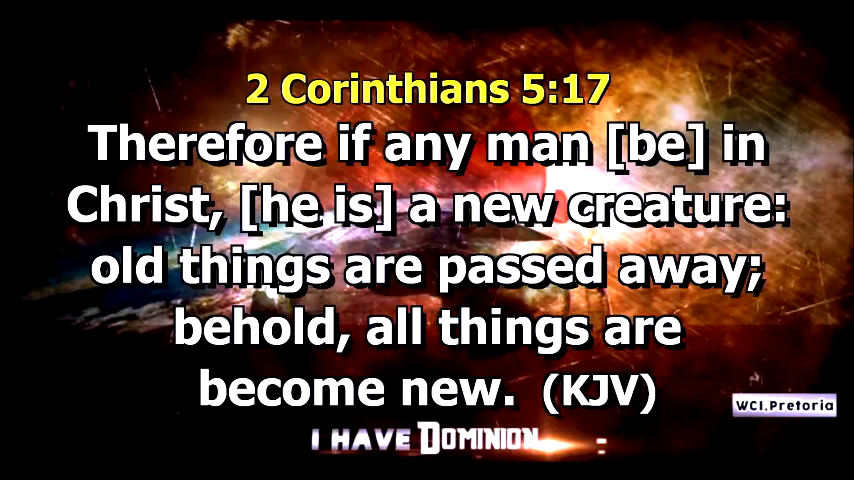 2 Corinthians 5:17
Therefore if any man [be] in
Christ, [he is] a new creature:
old things are passed away;
behold, all things are
become new. (KJV)
WCI.Pretoria
I HAVE DOMINION